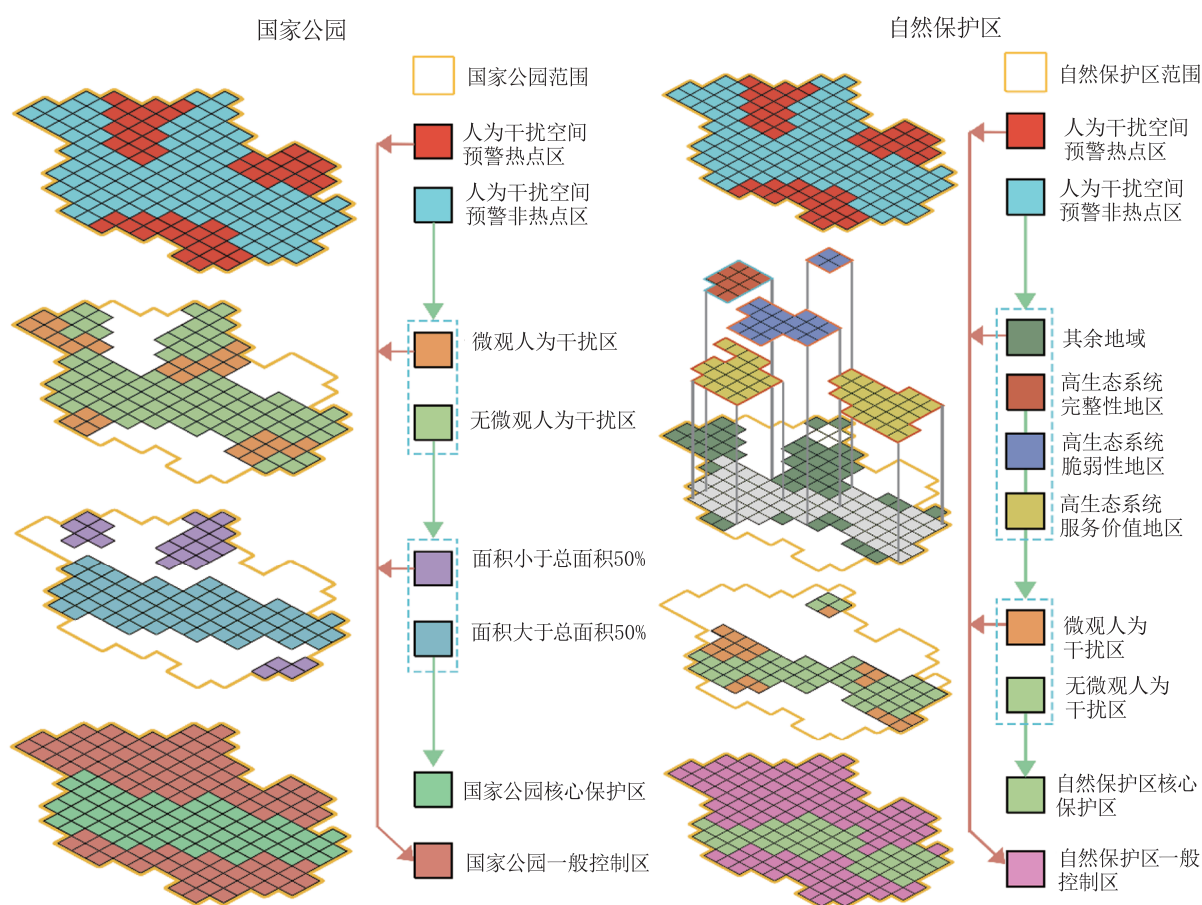 国家公园
国家公园范围
人为干扰空间
预警热点区
人为干扰空间
预警非热点区
微观人为干扰区
无微观人为干扰区
面积小于总面积50%
面积大于总面积50%
国家公园核心保护区
国家公园一般控制区
自然保护区
自然保护区范围
人为干扰空间
预警热点区
人为干扰空间
预警非热点区
其余地域
高生态系统
完整性地区
高生态系统
脆弱性地区
高生态系统
服务价值地区
微观人为
干扰区
无微观人为
干扰区
自然保护区核心
保护区
自然保护区一般
控制区